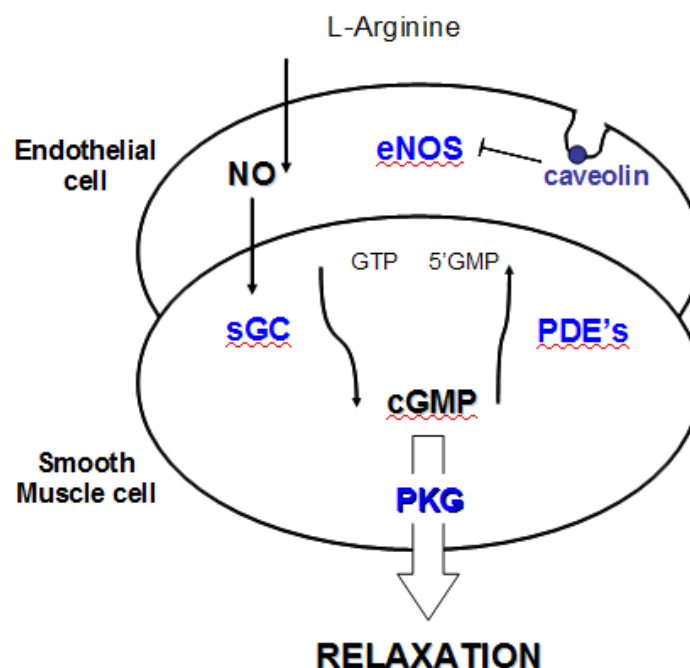 L-Arginine
Endothelial
cell
NO
eNOS
caveolin
GTP
5'GMP
sGC
PDE's
cGMP
Smooth
Muscle cell
PKG
RELAXATION